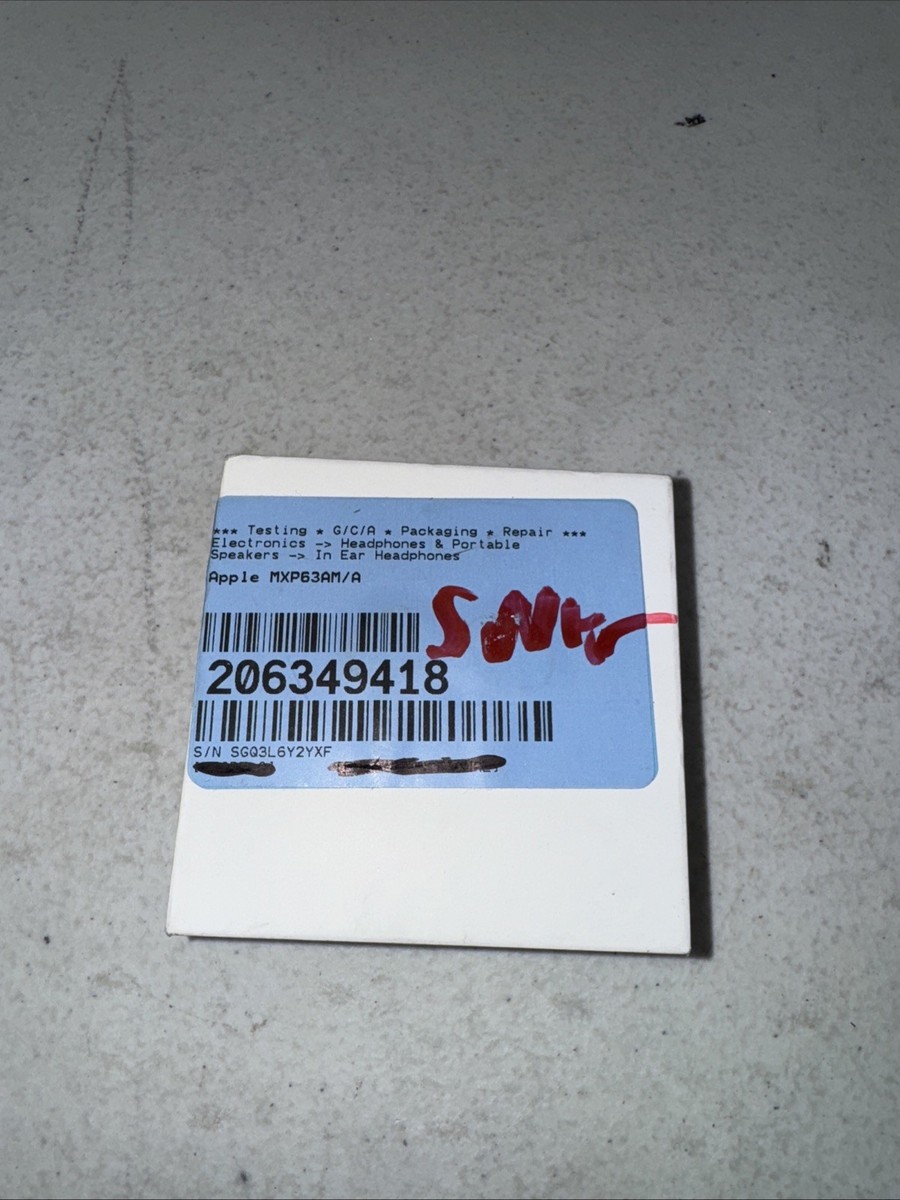 *** Testing * G/C/A * Packaging * Repair ***
Electronics -> Headphones & Portable
Speakers -> In Ear Headphones
Apple MXP63AM/A
206349418
S/N SGQ3L6Y2YXF